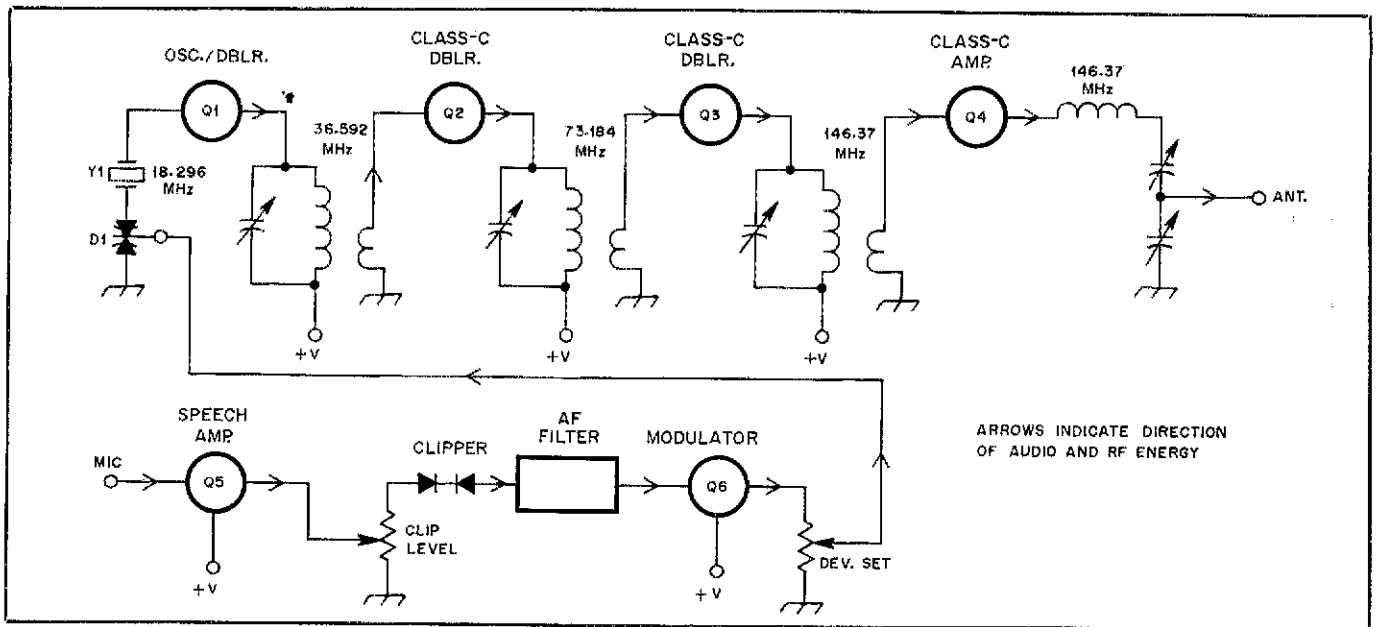 OSC./DBLR.
CLASS-C
DBLR.
CLASS-C
DBLR.
CLASS-C
AMP.
146.37
MHz
Q1
Q2
Q3
Q4
36.592
MHz
73.184
MHz
146.37
MHz
Y1
18.296
MHz
D1
ANT.
+V
+V
+V
SPEECH
AMP.
MIC
Q5
+V
CLIPPER
CLIP
LEVEL
AF
FILTER
MODULATOR
Q6
+V
DEV. SET
ARROWS INDICATE DIRECTION
OF AUDIO AND RF ENERGY